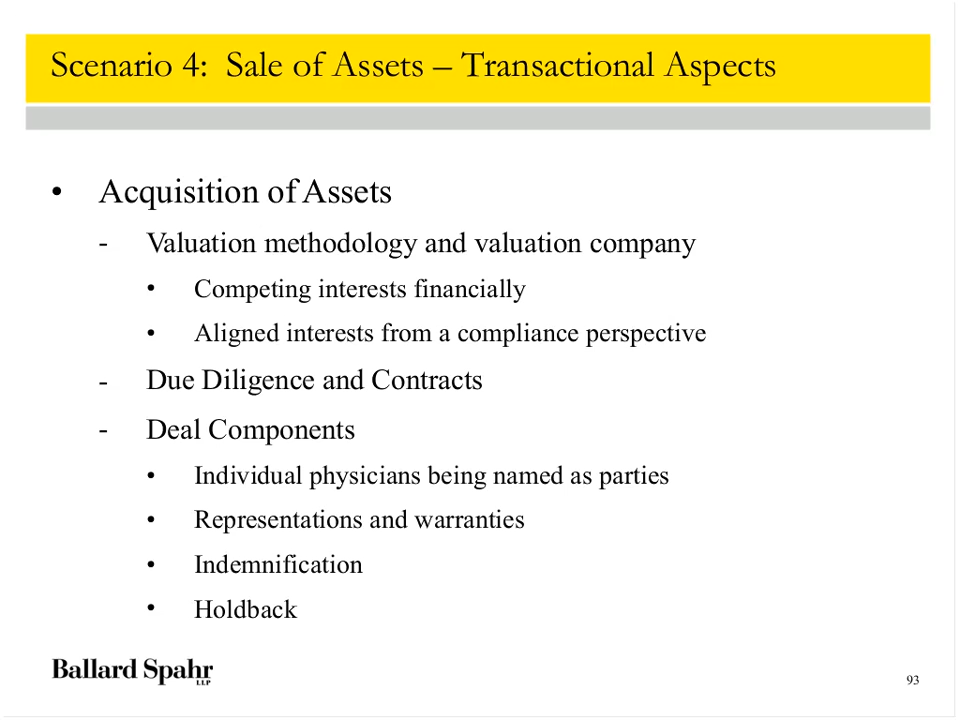 Scenario 4: Sale of Assets – Transactional Aspects
• Acquisition of Assets
- Valuation methodology and valuation company
• Competing interests financially
• Aligned interests from a compliance perspective
- Due Diligence and Contracts
- Deal Components
• Individual physicians being named as parties
• Representations and warranties
• Indemnification
• Holdback
Ballard Spahr
LLP
93